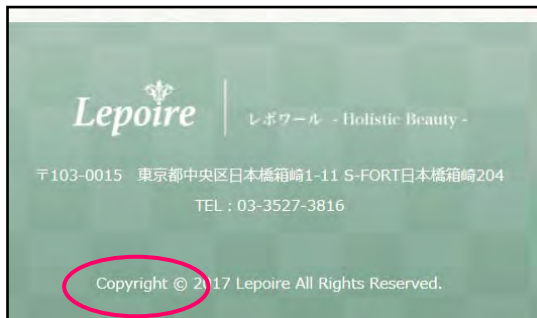 Lepoire
レポワール - Holistic Beauty -
〒103-0015　東京都中央区日本橋箱崎1-11 S-FORT日本橋箱崎204
TEL : 03-3527-3816
Copyright © 2017 Lepoire All Rights Reserved.